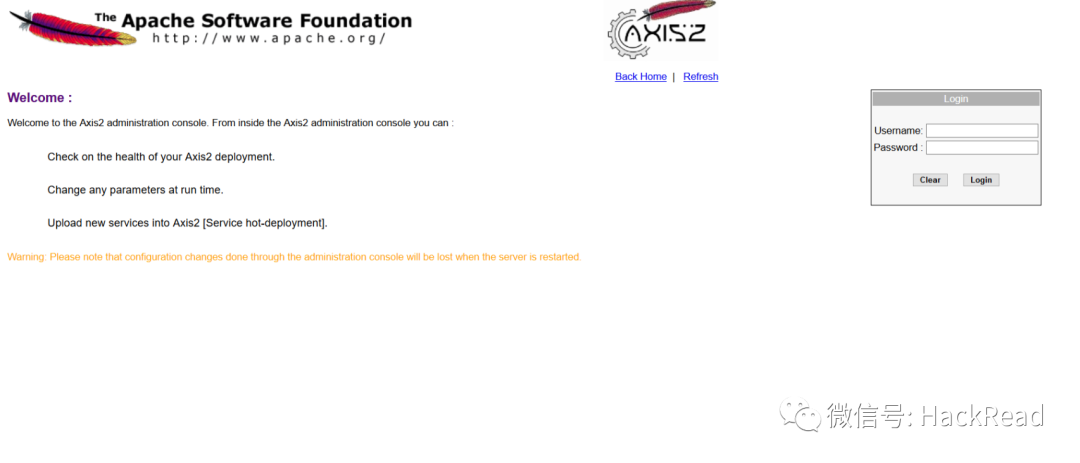 The Apache Software Foundation
http://www.apache.org/
AXIS2
Back Home | Refresh
Welcome :
Login
Welcome to the Axis2 administration console. From inside the Axis2 administration console you can :
Username:
Password :
Check on the health of your Axis2 deployment.
Clear Login
Change any parameters at run time.
Upload new services into Axis2 [Service hot-deployment].
Warning: Please note that configuration changes done through the administration console will be lost when the server is restarted.
微信号: HackRead